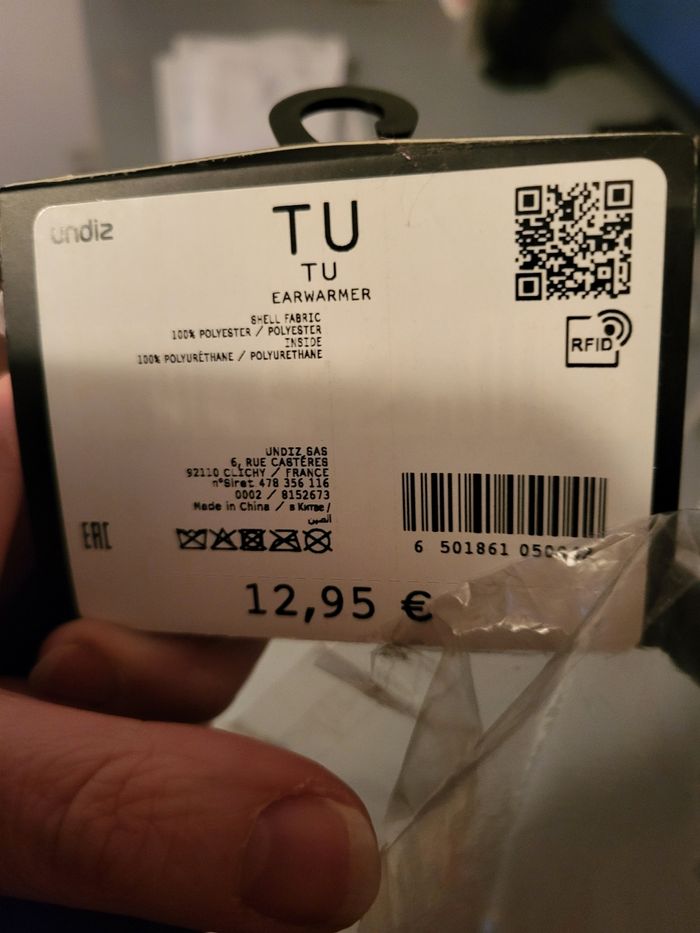 undiz
TU
TU
EARWARMER
SHELL FABRIC
100% POLYESTER / POLYESTER
INSIDE
100% POLYURÉTHANE / POLYURETHANE
RFID
UNDIZ SAS
6, RUE CASTÉRES
92110 CLICHY / FRANCE
n°Siret 478 356 116
0002 / 8152673
Made in China / в Китае /
الصين
EAC
6 501861
12,95 €